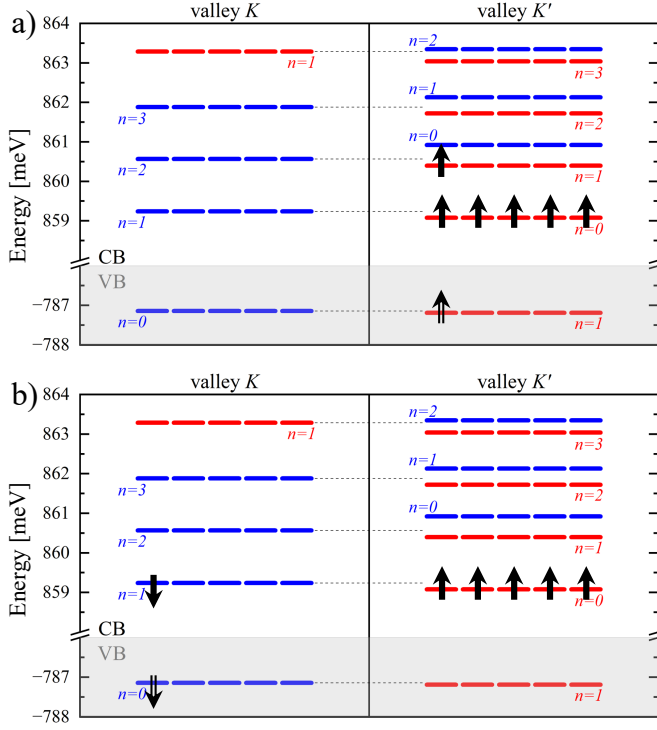 a)
valley K
valley K'
Energy [meV]
864
863
862
861
860
859
−787
−788
CB
VB
n=1
n=3
n=2
n=1
n=0
n=2
n=3
n=1
n=2
n=0
n=1
n=0
n=1
b)
valley K
valley K'
Energy [meV]
864
863
862
861
860
859
−787
−788
CB
VB
n=1
n=3
n=2
n=1
n=0
n=2
n=3
n=1
n=2
n=0
n=1
n=0
n=1